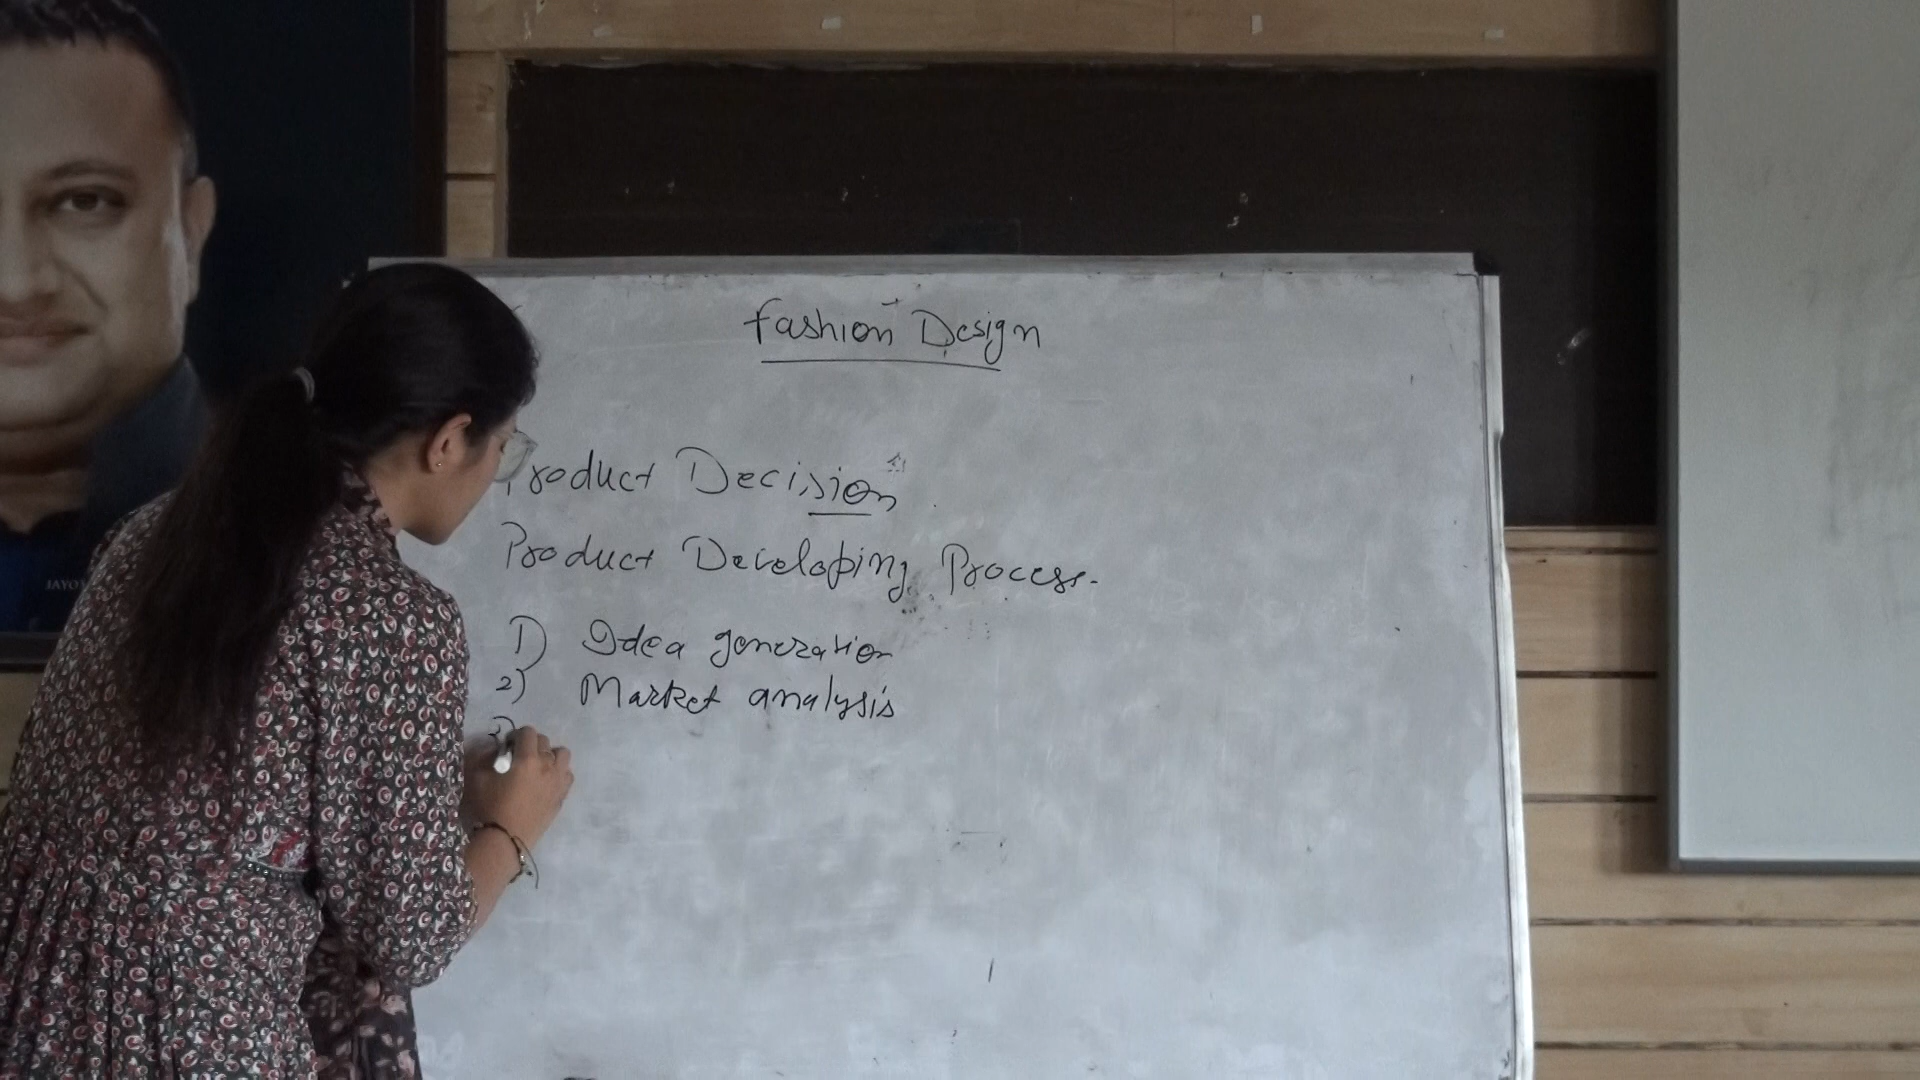 Fashion Design
Product Decision
Product Developing Process.
1) Idea generation
2) Market analysis